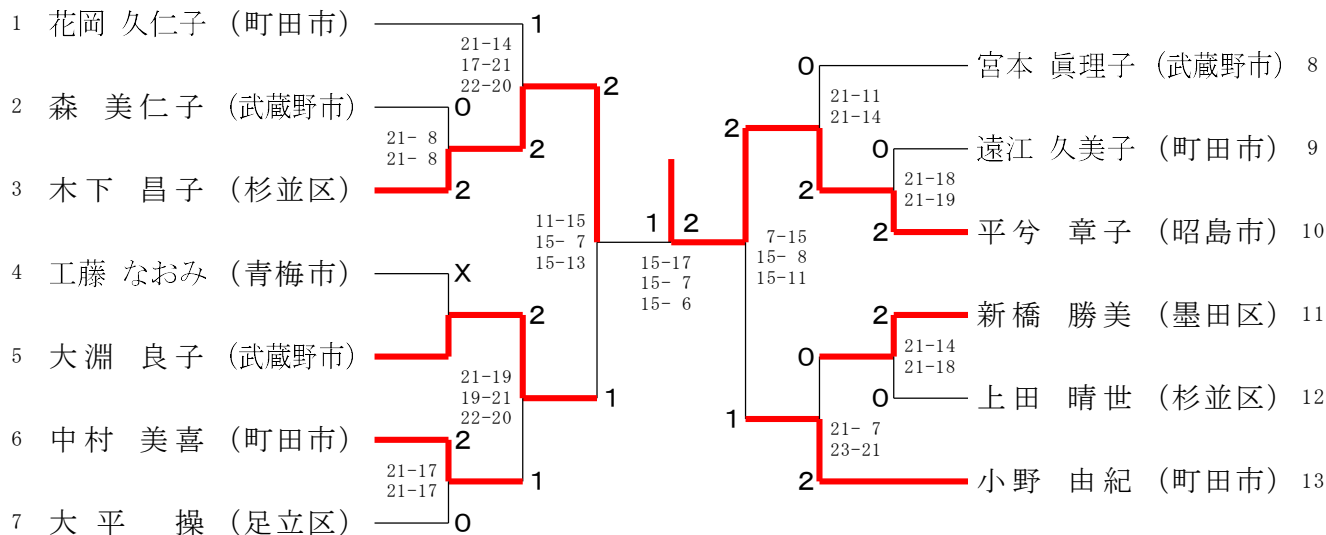 1 花岡 久仁子 (町田市) 1
21-14
17-21
22-20
2
2 森 美仁子 (武蔵野市) 0
21- 8
21- 8
2
3 木下 昌子 (杉並区) 2
11-15
15- 7
15-13
4 工藤 なおみ (青梅市) X
2
5 大淵 良子 (武蔵野市)
21-19
19-21
22-20
1
6 中村 美喜 (町田市) 2
21-17
21-17
1
7 大平 操 (足立区) 0
1 2
15-17
15- 7
15- 6
0 宮本 眞理子 (武蔵野市) 8
21-11
21-14
2
0 遠江 久美子 (町田市) 9
21-18
21-19
2
2 平兮 章子 (昭島市) 10
7-15
15- 8
15-11
2 新橋 勝美 (墨田区) 11
21-14
21-18
0
0 上田 晴世 (杉並区) 12
1
21- 7
23-21
2 小野 由紀 (町田市) 13